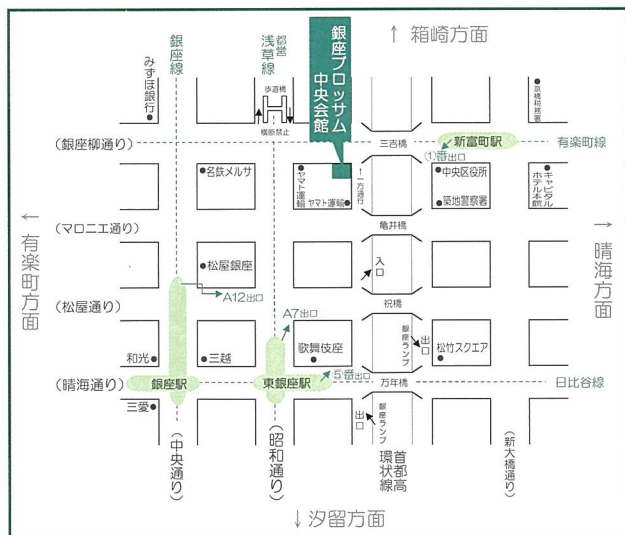 ↑ 箱崎方面
銀座線
都営
浅草線
銀座ブロッサム
中央会館
みずほ銀行
歩道橋
横断禁止
京橋税務署
(銀座柳通り)
三吉橋
新富町駅
有楽町線
①番出口
名鉄メルサ
ヤマト運輸
ヤマト運輸
↑一方通行
中央区役所
築地警察署
キャピタル
ホテル本館
(マロニエ通り)
亀井橋
← 有楽町方面
→ 晴海方面
松屋銀座
入口
A12出口
(松屋通り)
祝橋
A7出口
和光
三越
歌舞伎座
銀座ランプ
出口
松竹スクエア
⑤番出口
(晴海通り)
銀座駅
東銀座駅
万年橋
日比谷線
三愛
出口
銀座ランプ
(中央通り)
(昭和通り)
首都高
環状線
(新大橋通り)
↓汐留方面